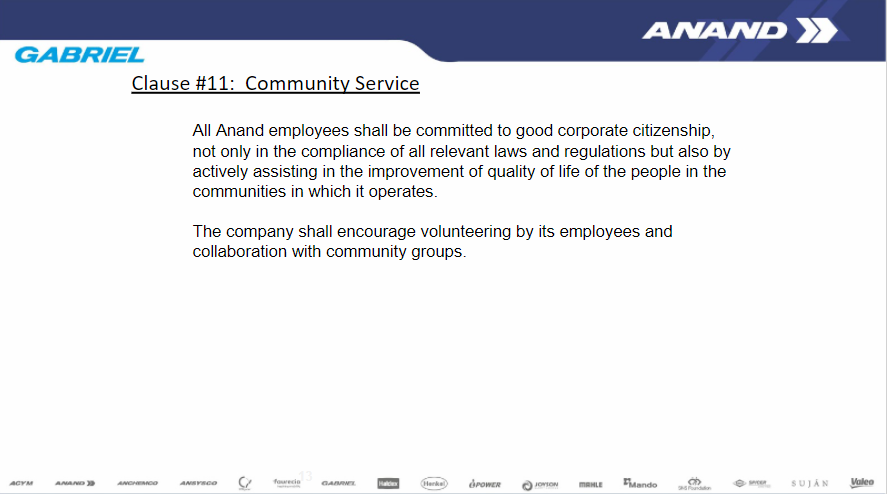 ANAND
GABRIEL
Clause #11:  Community Service
All Anand employees shall be committed to good corporate citizenship,
not only in the compliance of all relevant laws and regulations but also by
actively assisting in the improvement of quality of life of the people in the
communities in which it operates.
The company shall encourage volunteering by its employees and
collaboration with community groups.
13
ACYM ANAND ANCHEMCO ANSYSCO faurecia GABRIEL Haldex Henkel JOYSON MAHLE Mando SNS Foundation SUJÁN Valeo